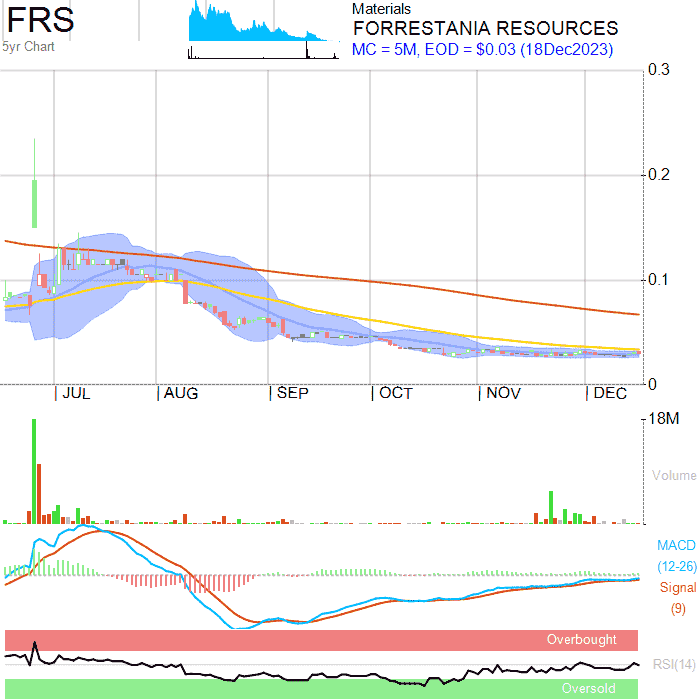 FRS
5yr Chart
Materials
FORRESTANIA RESOURCES
MC = 5M, EOD = $0.03 (18Dec2023)
0.3
0.2
0.1
0
JUL AUG SEP OCT NOV DEC
18M
Volume
MACD
(12-26)
Signal
(9)
Overbought
RSI(14)
Oversold